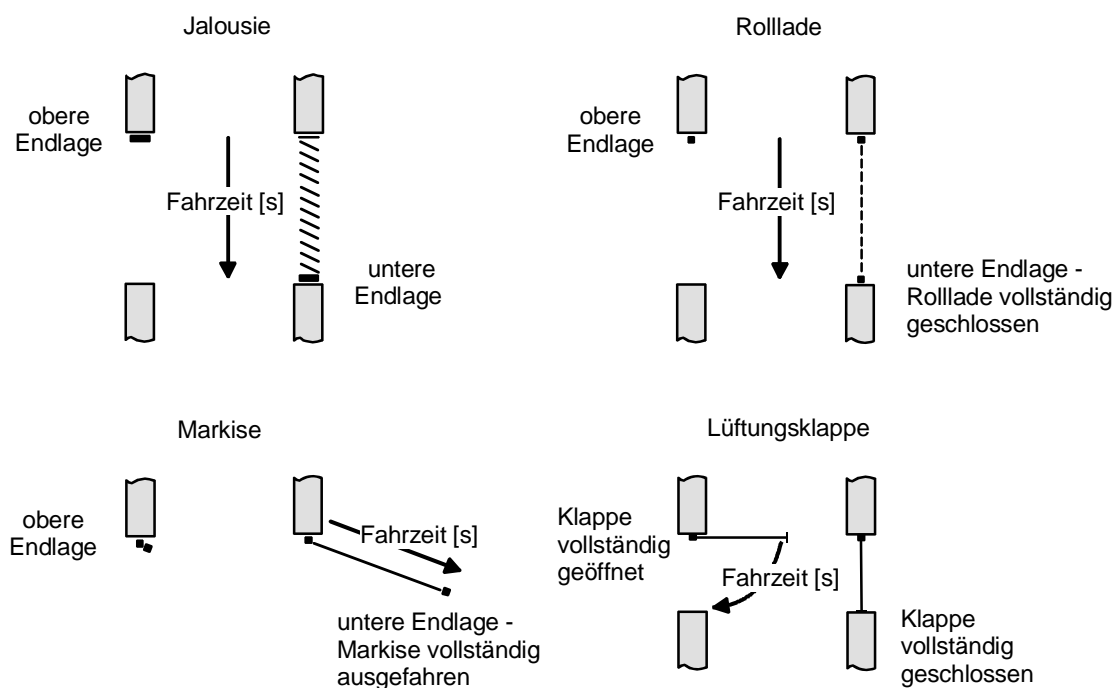 Jalousie
obere
Endlage
Fahrzeit [s]
untere
Endlage
Rolllade
obere
Endlage
Fahrzeit [s]
untere Endlage -
Rolllade vollständig
geschlossen
Markise
obere
Endlage
Fahrzeit [s]
untere Endlage -
Markise vollständig
ausgefahren
Lüftungsklappe
Klappe
vollständig
geöffnet
Fahrzeit [s]
Klappe
vollständig
geschlossen